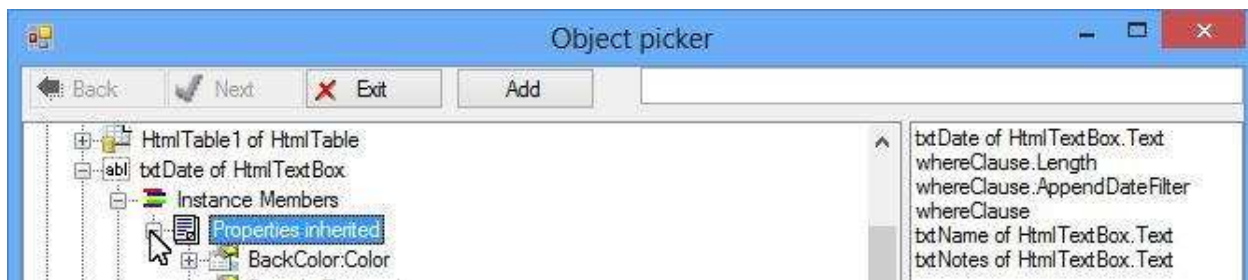 Object picker
Back Next Exit Add
HtmlTable1 of HtmlTable
abl txtDate of HtmlTextBox
Instance Members
Properties inherited
BackColor:Color
txtDate of HtmlTextBox.Text
whereClause.Length
whereClause.AppendDateFilter
whereClause
txtName of HtmlTextBox.Text
txtNotes of HtmlTextBox.Text